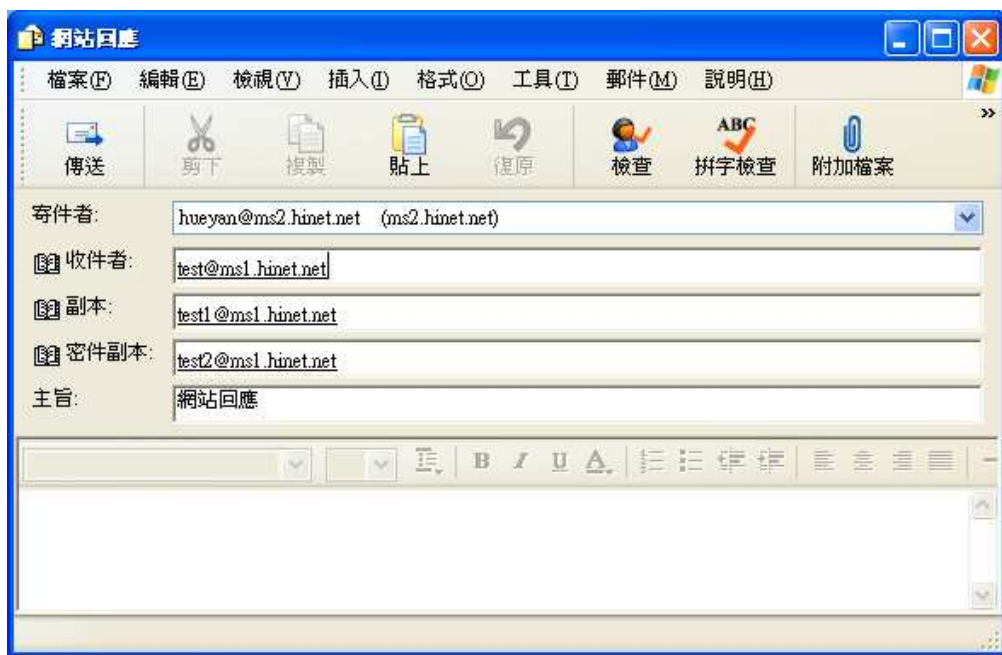 網站回應
檔案(F) 編輯(E) 檢視(V) 插入(I) 格式(O) 工具(T) 郵件(M) 說明(H)
傳送 剪下 複製 貼上 復原 ABC 檢查 拼字檢查 附加檔案 »
寄件者: hueyan@ms2.hinet.net (ms2.hinet.net)
收件者: test@ms1.hinet.net
副本: test1@ms1.hinet.net
密件副本: test2@ms1.hinet.net
主旨: 網站回應
B I U A